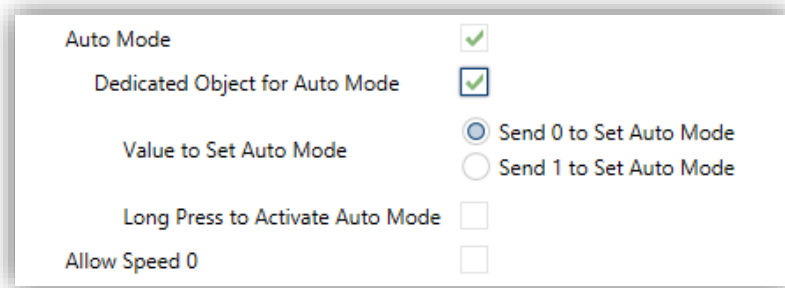 Auto Mode
Dedicated Object for Auto Mode
Value to Set Auto Mode
Send 0 to Set Auto Mode
Send 1 to Set Auto Mode
Long Press to Activate Auto Mode
Allow Speed 0